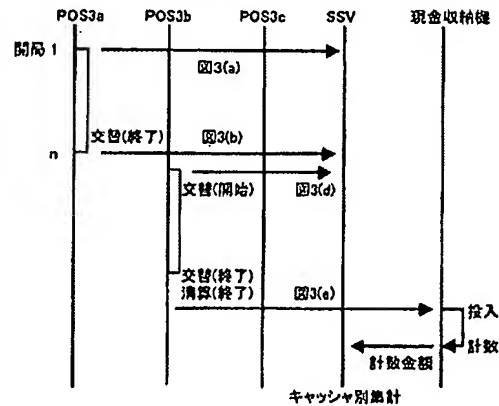 POS3a POS3b POS3c SSV 現金収納機
開局 1
図3(a)
交替(終了) 図3(b)
n
交替(開始) 図3(d)
交替(終了)
清算(終了) 図3(e)
投入
計数
計数金額
キャッシャ別集計